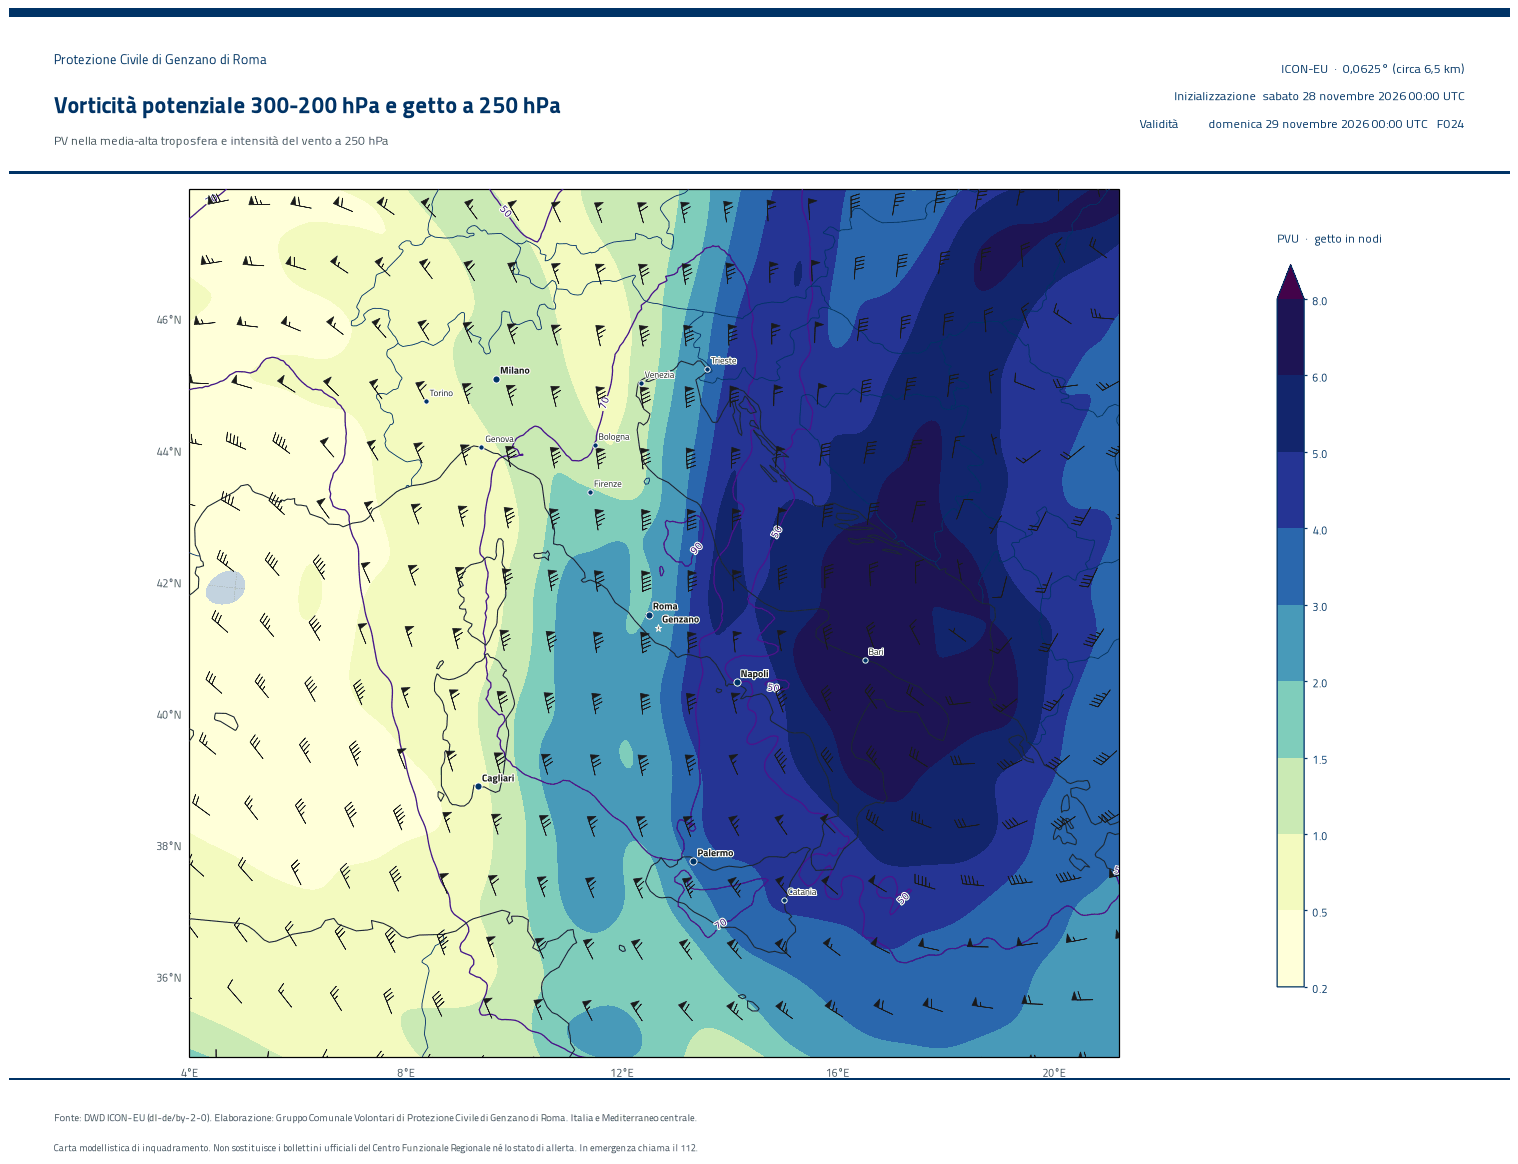 Protezione Civile di Genzano di Roma
Vorticità potenziale 300-200 hPa e getto a 250 hPa
PV nella media-alta troposfera e intensità del vento a 250 hPa
ICON-EU · 0,0625° (circa 6,5 km)
Inizializzazione sabato 28 novembre 2026 00:00 UTC
Validità domenica 29 novembre 2026 00:00 UTC F024
PVU · getto in nodi
8.0
6.0
5.0
4.0
3.0
2.0
1.5
1.0
0.5
0.2
46°N
44°N
42°N
40°N
38°N
36°N
4°E
8°E
12°E
16°E
20°E
50
Trieste
Milano
Venezia
Torino
70
Genova
Bologna
Firenze
56
90
Roma
Genzano
Bari
Napoli
50
Cagliari
Palermo
Catania
50
70
Fonte: DWD ICON-EU (dl-de/by-2-0). Elaborazione: Gruppo Comunale Volontari di Protezione Civile di Genzano di Roma. Italia e Mediterraneo centrale.
Carta modellistica di inquadramento. Non sostituisce i bollettini ufficiali del Centro Funzionale Regionale né lo stato di allerta. In emergenza chiama il 112.